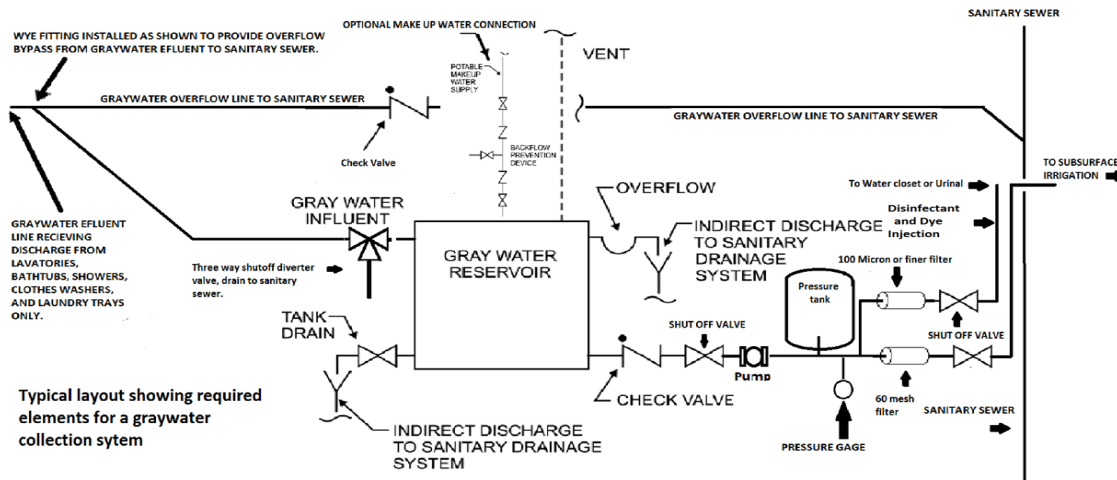 SANITARY SEWER
OPTIONAL MAKE UP WATER CONNECTION
WYE FITTING INSTALLED AS SHOWN TO PROVIDE OVERFLOW
BYPASS FROM GRAYWATER EFLUENT TO SANITARY SEWER.
VENT
POTABLE
MAKEUP
WATER
SUPPLY
GRAYWATER OVERFLOW LINE TO SANITARY SEWER
GRAYWATER OVERFLOW LINE TO SANITARY SEWER
Check Valve
BACKFLOW
PREVENTION
DEVICE
TO SUBSURFACE
IRRIGATION
To Water closet or Urinal
Disinfectant
and Dye
Injection
GRAY WATER
INFLUENT
OVERFLOW
GRAYWATER EFLUENT
LINE RECIEVING
DISCHARGE FROM
LAVATORIES,
BATHTUBS, SHOWERS,
CLOTHES WASHERS,
AND LAUNDRY TRAYS
ONLY.
GRAY WATER
RESERVOIR
INDIRECT DISCHARGE
TO SANITARY
DRAINAGE
SYSTEM
Three way shutoff diverter
valve, drain to sanitary
sewer.
100 Micron or finer filter
Pressure
tank
TANK
DRAIN
SHUT OFF VALVE
SHUT OFF VALVE
Pump
CHECK VALVE
60 mesh
filter
SANITARY SEWER
Typical layout showing required
elements for a graywater
collection sytem
INDIRECT DISCHARGE
TO SANITARY DRAINAGE
SYSTEM
PRESSURE GAGE